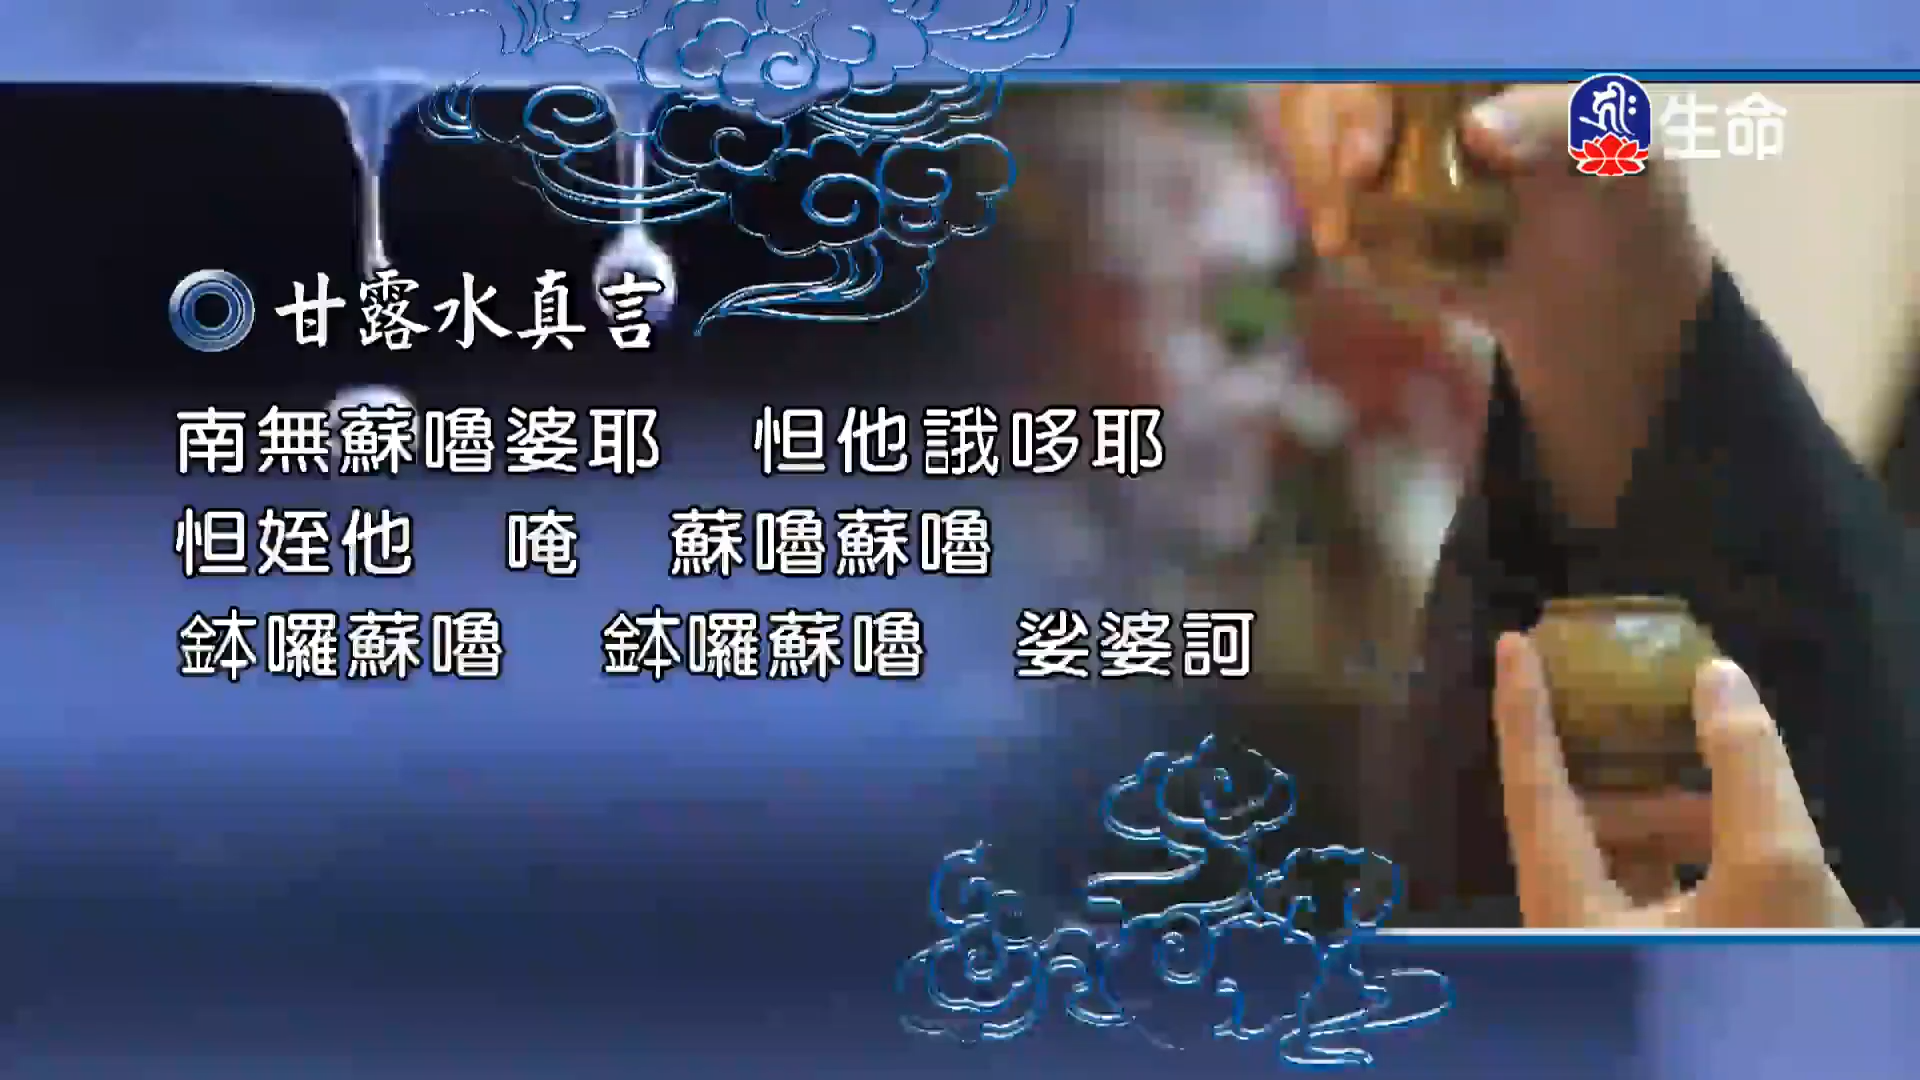 生命
甘露水真言
南無蘇嚕婆耶　怛他誐哆耶
怛姪他　唵　蘇嚕蘇嚕
鉢囉蘇嚕　鉢囉蘇嚕　娑婆訶